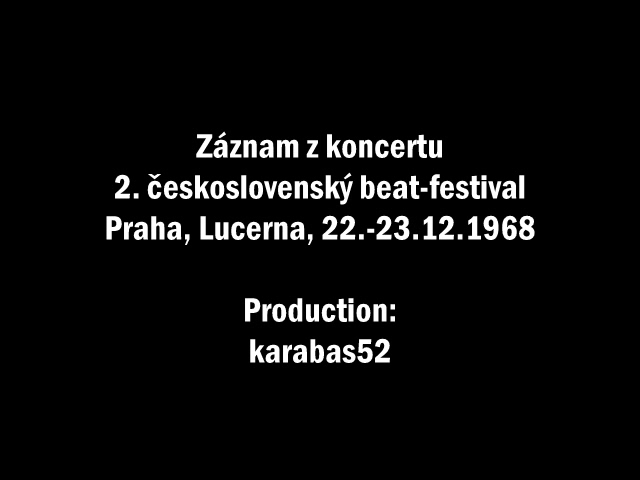 Záznam z koncertu
2. československý beat-festival
Praha, Lucerna, 22.-23.12.1968
Production:
karabas52